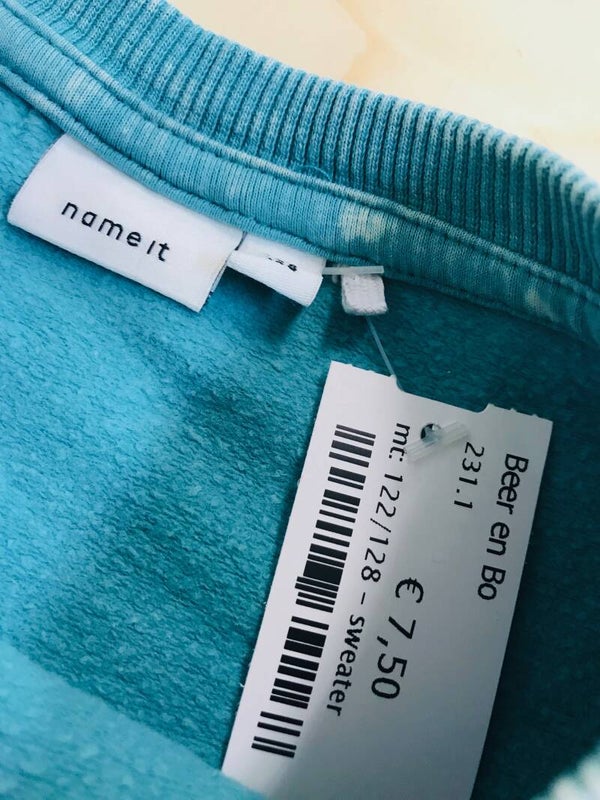 name it
Beer en Bo
231.1
€ 7,50
mt: 122/128 - sweater